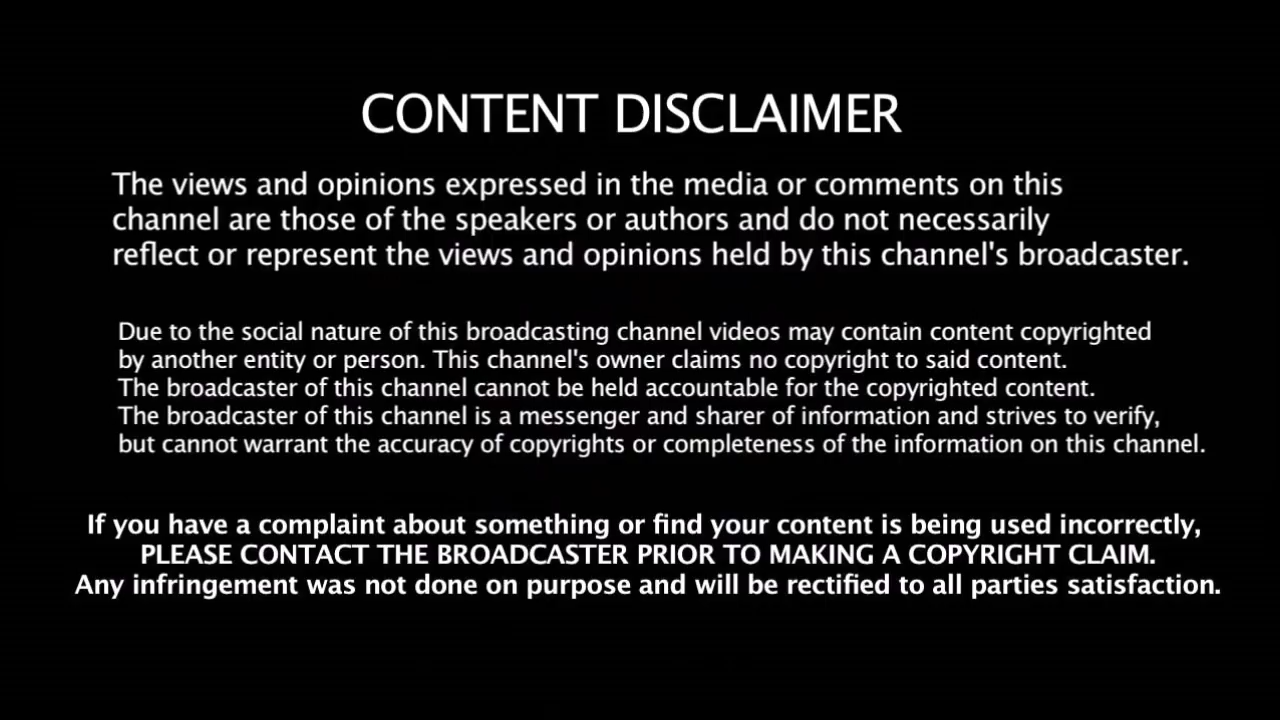 CONTENT DISCLAIMER
The views and opinions expressed in the media or comments on this
channel are those of the speakers or authors and do not necessarily
reflect or represent the views and opinions held by this channel's broadcaster.
Due to the social nature of this broadcasting channel videos may contain content copyrighted
by another entity or person. This channel's owner claims no copyright to said content.
The broadcaster of this channel cannot be held accountable for the copyrighted content.
The broadcaster of this channel is a messenger and sharer of information and strives to verify,
but cannot warrant the accuracy of copyrights or completeness of the information on this channel.
If you have a complaint about something or find your content is being used incorrectly,
PLEASE CONTACT THE BROADCASTER PRIOR TO MAKING A COPYRIGHT CLAIM.
Any infringement was not done on purpose and will be rectified to all parties satisfaction.